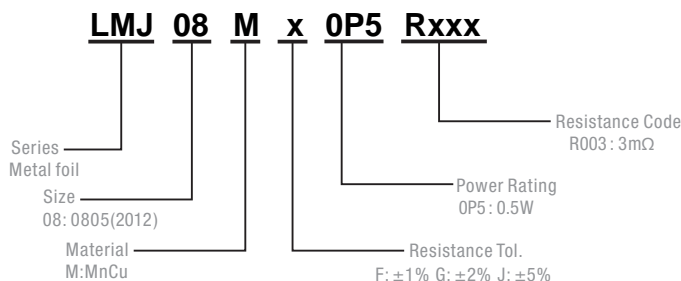 LMJ 08 M x 0P5 Rxxx
Series
Metal foil
Size
08: 0805(2012)
Material
M:MnCu
Resistance Code
R003 : 3mΩ
Power Rating
0P5 : 0.5W
Resistance Tol.
F: ±1% G: ±2% J: ±5%